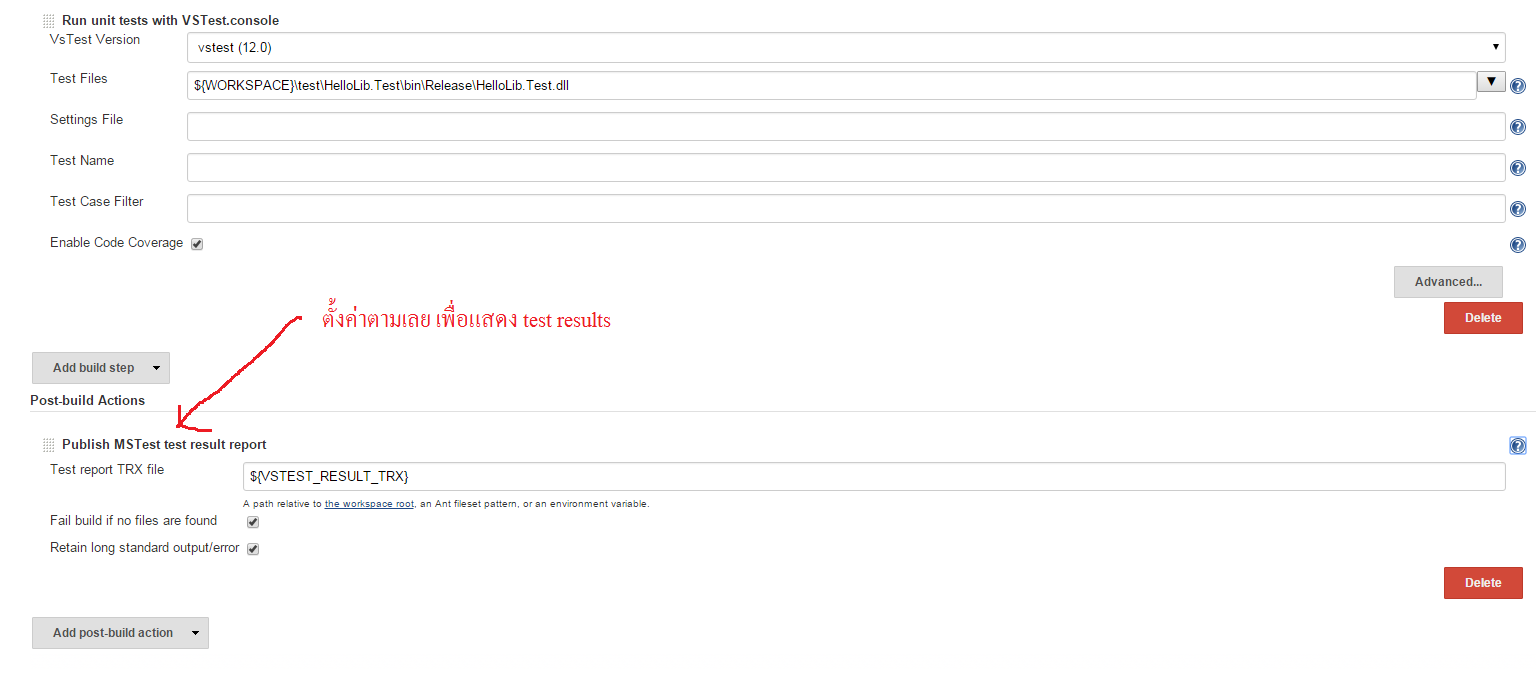 Run unit tests with VSTest.console
VsTest Version
vstest (12.0)
Test Files
${WORKSPACE}\test\HelloLib.Test\bin\Release\HelloLib.Test.dll
Settings File
Test Name
Test Case Filter
Enable Code Coverage
Advanced...
ตั้งค่าตามเลย เพื่อแสดง test results
Delete
Add build step
Post-build Actions
Publish MSTest test result report
Test report TRX file
${VSTEST_RESULT_TRX}
A path relative to the workspace root, an Ant fileset pattern, or an environment variable.
Fail build if no files are found
Retain long standard output/error
Delete
Add post-build action